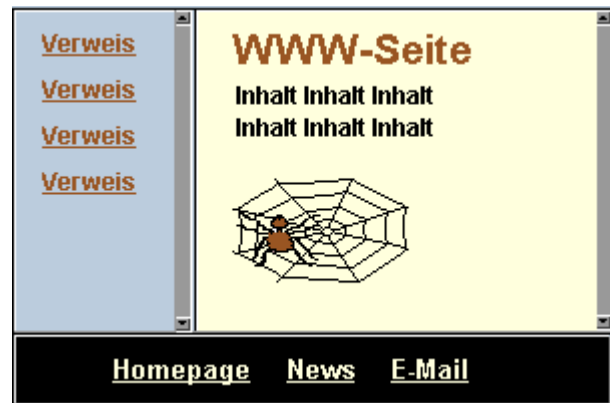 Verweis
Verweis
Verweis
Verweis
WWW-Seite
Inhalt Inhalt Inhalt
Inhalt Inhalt Inhalt
Homepage News E-Mail